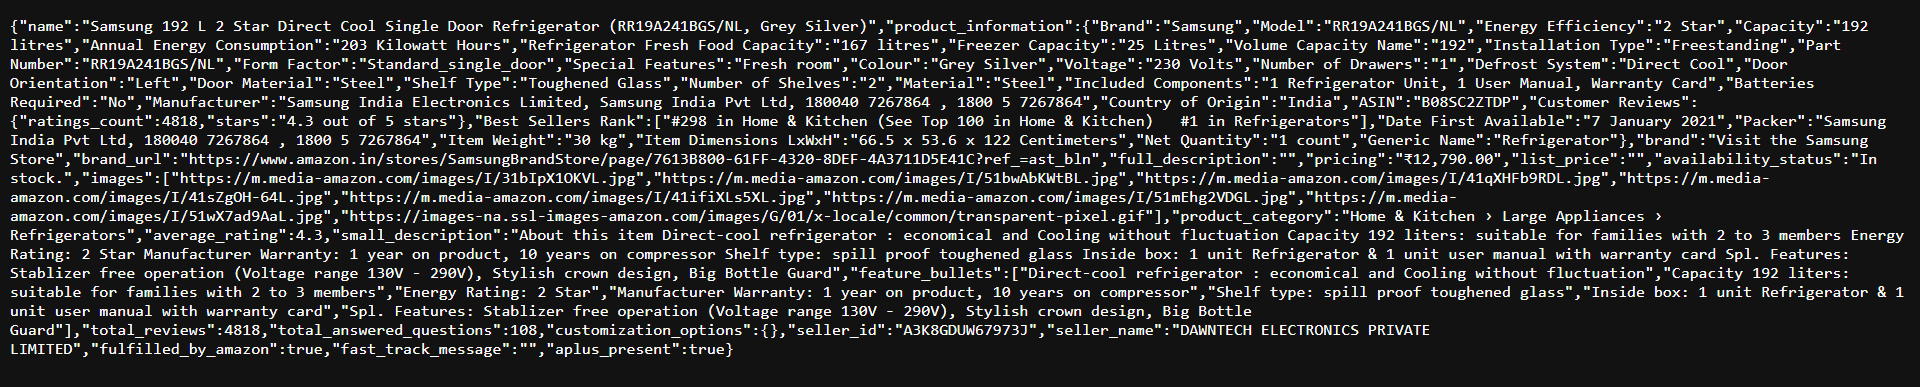 {"name":"Samsung 192 L 2 Star Direct Cool Single Door Refrigerator (RR19A241BGS/NL, Grey Silver)","product_information":{"Brand":"Samsung","Model":"RR19A241BGS/NL","Energy Efficiency":"2 Star","Capacity":"192
litres","Annual Energy Consumption":"203 Kilowatt Hours","Refrigerator Fresh Food Capacity":"167 litres","Freezer Capacity":"25 Litres","Volume Capacity Name":"192","Installation Type":"Freestanding","Part
Number":"RR19A241BGS/NL","Form Factor":"Standard_single_door","Special Features":"Fresh room","Colour":"Grey Silver","Voltage":"230 Volts","Number of Drawers":"1","Defrost System":"Direct Cool","Door
Orientation":"Left","Door Material":"Steel","Shelf Type":"Toughened Glass","Number of Shelves":"2","Material":"Steel","Included Components":"1 Refrigerator Unit, 1 User Manual, Warranty Card","Batteries
Required":"No","Manufacturer":"Samsung India Electronics Limited, Samsung India Pvt Ltd, 180040 7267864 , 1800 5 7267864","Country of Origin":"India","ASIN":"B08SC2ZTDP","Customer Reviews":
{"ratings_count":4818,"stars":"4.3 out of 5 stars"},"Best Sellers Rank":["#298 in Home & Kitchen (See Top 100 in Home & Kitchen)   #1 in Refrigerators"],"Date First Available":"7 January 2021","Packer":"Samsung
India Pvt Ltd, 180040 7267864 , 1800 5 7267864","Item Weight":"30 kg","Item Dimensions LxWxH":"66.5 x 53.6 x 122 Centimeters","Net Quantity":"1 count","Generic Name":"Refrigerator"},"brand":"Visit the Samsung
Store","brand_url":"https://www.amazon.in/stores/SamsungBrandStore/page/7613B800-61FF-4320-8DEF-4A3711D5E41C?ref_=ast_bln","full_description":"","pricing":"₹12,790.00","list_price":"","availability_status":"In
stock.","images":["https://m.media-amazon.com/images/I/31bIpX1OKVL.jpg","https://m.media-amazon.com/images/I/51bwAbKWtBL.jpg","https://m.media-amazon.com/images/I/41qXHFb9RDL.jpg","https://m.media-
amazon.com/images/I/41sZgOH-64L.jpg","https://m.media-amazon.com/images/I/41ifiXLs5XL.jpg","https://m.media-amazon.com/images/I/51mEhg2VDGL.jpg","https://m.media-
amazon.com/images/I/51wX7ad9AaL.jpg","https://images-na.ssl-images-amazon.com/images/G/01/x-locale/common/transparent-pixel.gif"],"product_category":"Home & Kitchen › Large Appliances ›
Refrigerators","average_rating":4.3,"small_description":"About this item Direct-cool refrigerator : economical and Cooling without fluctuation Capacity 192 liters: suitable for families with 2 to 3 members Energy
Rating: 2 Star Manufacturer Warranty: 1 year on product, 10 years on compressor Shelf type: spill proof toughened glass Inside box: 1 unit Refrigerator & 1 unit user manual with warranty card Spl. Features:
Stablizer free operation (Voltage range 130V - 290V), Stylish crown design, Big Bottle Guard","feature_bullets":["Direct-cool refrigerator : economical and Cooling without fluctuation","Capacity 192 liters:
suitable for families with 2 to 3 members","Energy Rating: 2 Star","Manufacturer Warranty: 1 year on product, 10 years on compressor","Shelf type: spill proof toughened glass","Inside box: 1 unit Refrigerator & 1
unit user manual with warranty card","Spl. Features: Stablizer free operation (Voltage range 130V - 290V), Stylish crown design, Big Bottle
Guard"],"total_reviews":4818,"total_answered_questions":108,"customization_options":{},"seller_id":"A3K8GDUW67973J","seller_name":"DAWNTECH ELECTRONICS PRIVATE
LIMITED","fulfilled_by_amazon":true,"fast_track_message":"","aplus_present":true}